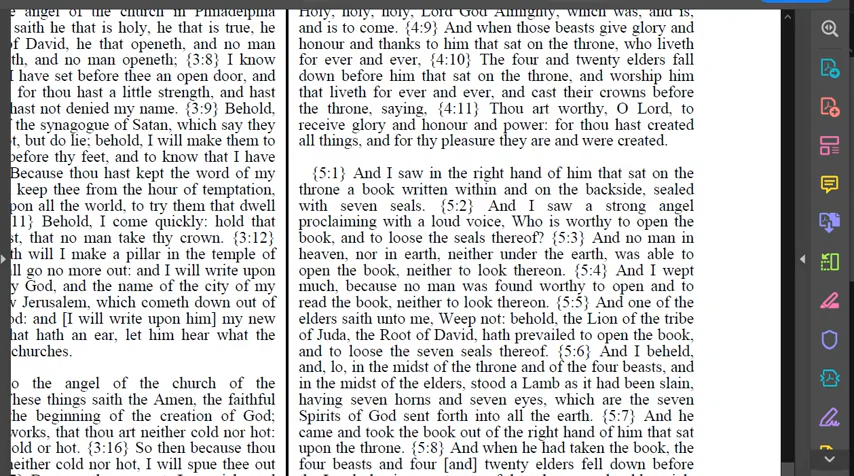 angel of the church in Philadelphia
saith he that is holy, he that is true, he
of David, he that openeth, and no man
th, and no man openeth; {3:8} I know
I have set before thee an open door, and
for thou hast a little strength, and hast
hast not denied my name. {3:9} Behold,
the synagogue of Satan, which say they
t, but do lie; behold, I will make them to
before thy feet, and to know that I have
Because thou hast kept the word of my
keep thee from the hour of temptation,
pon all the world, to try them that dwell
11} Behold, I come quickly: hold that
st, that no man take thy crown. {3:12}
th will I make a pillar in the temple of
ll go no more out: and I will write upon
y God, and the name of the city of my
Jerusalem, which cometh down out of
od: and [I will write upon him] my new
hat hath an ear, let him hear what the
churches.
o the angel of the church of the
hese things saith the Amen, the faithful
he beginning of the creation of God;
works, that thou art neither cold nor hot:
old or hot. {3:16} So then because thou
neither cold nor hot, I will spue thee out
Holy, holy, holy, Lord God Almighty, which was, and is,
and is to come. {4:9} And when those beasts give glory and
honour and thanks to him that sat on the throne, who liveth
for ever and ever, {4:10} The four and twenty elders fall
down before him that sat on the throne, and worship him
that liveth for ever and ever, and cast their crowns before
the throne, saying, {4:11} Thou art worthy, O Lord, to
receive glory and honour and power: for thou hast created
all things, and for thy pleasure they are and were created.
{5:1} And I saw in the right hand of him that sat on the
throne a book written within and on the backside, sealed
with seven seals. {5:2} And I saw a strong angel
proclaiming with a loud voice, Who is worthy to open the
book, and to loose the seals thereof? {5:3} And no man in
heaven, nor in earth, neither under the earth, was able to
open the book, neither to look thereon. {5:4} And I wept
much, because no man was found worthy to open and to
read the book, neither to look thereon. {5:5} And one of the
elders saith unto me, Weep not: behold, the Lion of the tribe
of Juda, the Root of David, hath prevailed to open the book,
and to loose the seven seals thereof. {5:6} And I beheld,
and, lo, in the midst of the throne and of the four beasts, and
in the midst of the elders, stood a Lamb as it had been slain,
having seven horns and seven eyes, which are the seven
Spirits of God sent forth into all the earth. {5:7} And he
came and took the book out of the right hand of him that sat
upon the throne. {5:8} And when he had taken the book, the
four beasts and four [and] twenty elders fell down before